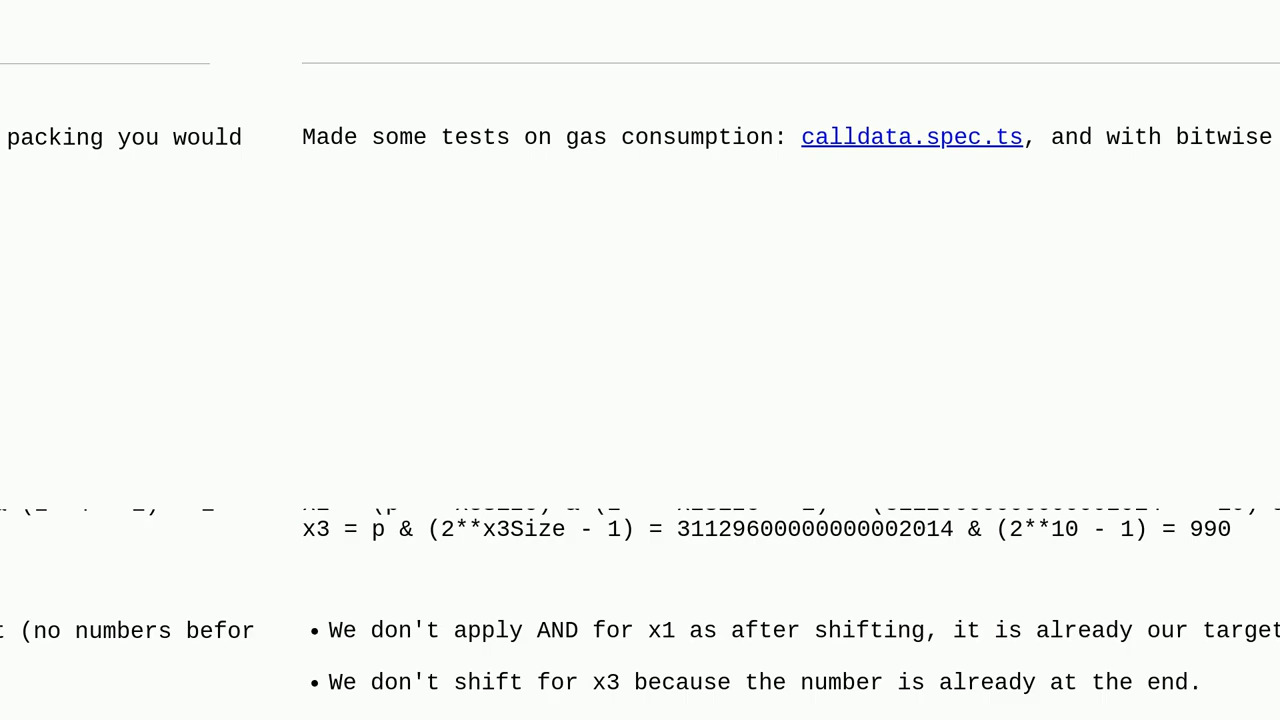 packing you would
Made some tests on gas consumption: calldata.spec.ts, and with bitwise
x3 = p & (2**x3Size - 1) = 31129600000000002014 & (2**10 - 1) = 990
(no numbers befor
• We don't apply AND for x1 as after shifting, it is already our target
• We don't shift for x3 because the number is already at the end.